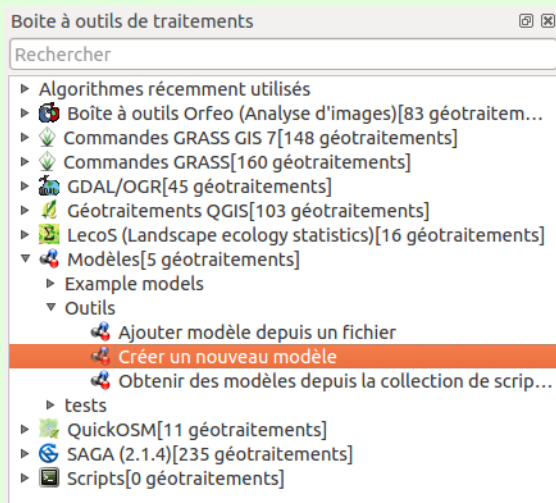 Boite à outils de traitements
Rechercher
Algorithmes récemment utilisés
Boîte à outils Orfeo (Analyse d'images)[83 géotraitem...
Commandes GRASS GIS 7[148 géotraitements]
Commandes GRASS[160 géotraitements]
GDAL/OGR[45 géotraitements]
Géotraitements QGIS[103 géotraitements]
LecoS (Landscape ecology statistics)[16 géotraitements]
Modèles[5 géotraitements]
Example models
Outils
Ajouter modèle depuis un fichier
Créer un nouveau modèle
Obtenir des modèles depuis la collection de scrip...
tests
QuickOSM[11 géotraitements]
SAGA (2.1.4)[235 géotraitements]
Scripts[0 géotraitements]